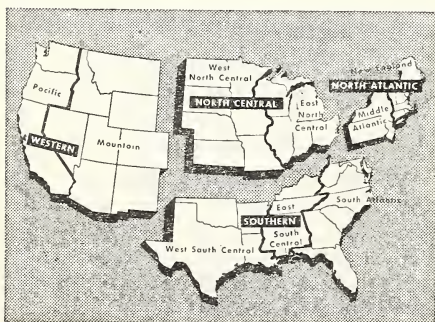 Pacific
WESTERN
Mountain
West
North Central
NORTH CENTRAL
East
North
Central
New England
NORTH ATLANTIC
Middle
Atlantic
South Atlantic
East
SOUTHERN
South
Central
West South Central